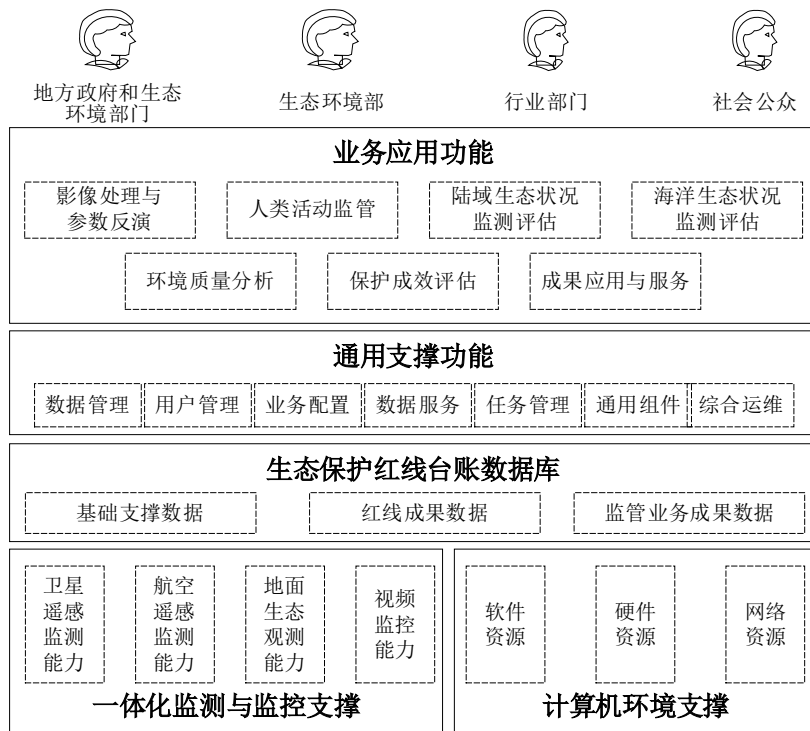 地方政府和生态
环境部门
生态环境部
行业部门
社会公众
业务应用功能
影像处理与
参数反演
人类活动监管
陆域生态状况
监测评估
海洋生态状况
监测评估
环境质量分析
保护成效评估
成果应用与服务
通用支撑功能
数据管理
用户管理
业务配置
数据服务
任务管理
通用组件
综合运维
生态保护红线台账数据库
基础支撑数据
红线成果数据
监管业务成果数据
卫星
遥感
监测
能力
航空
遥感
监测
能力
地面
生态
观测
能力
视频
监控
能力
一体化监测与监控支撑
软件
资源
硬件
资源
网络
资源
计算机环境支撑